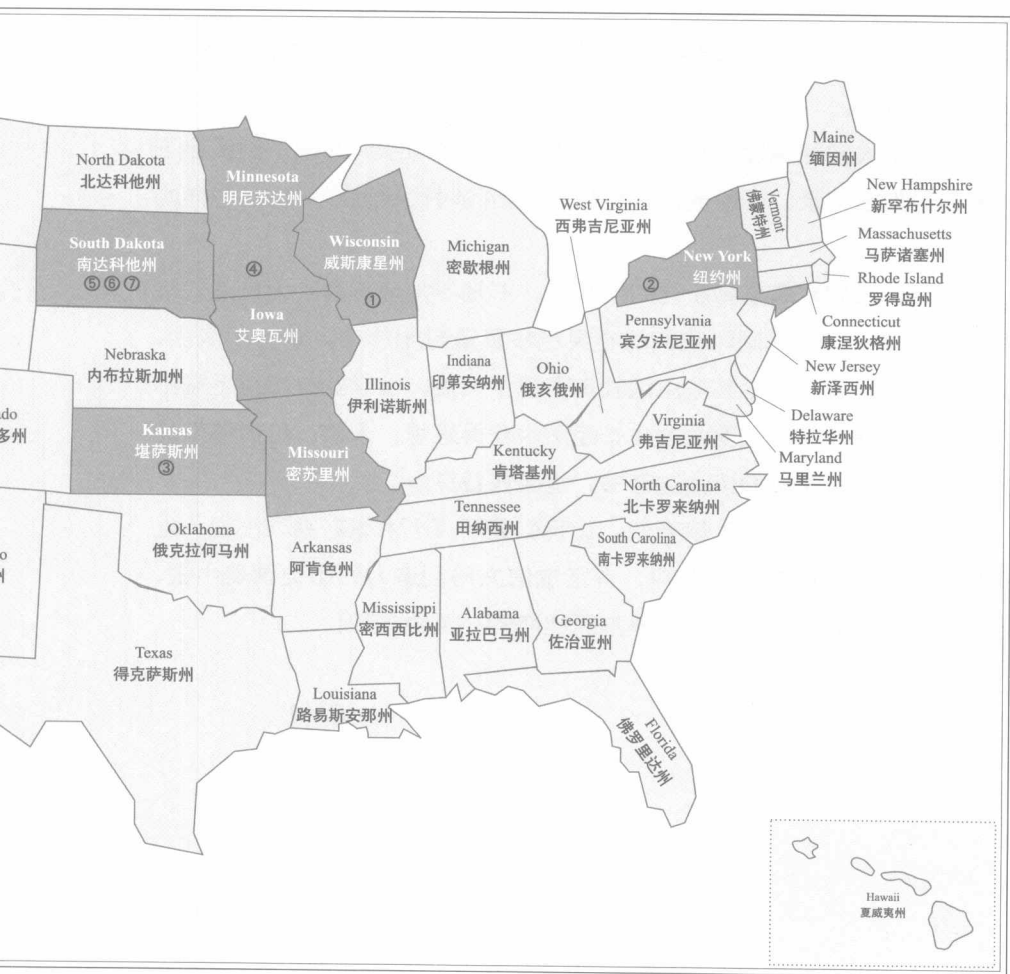 Maine
缅因州
North Dakota
北达科他州
Minnesota
明尼苏达州
New Hampshire
新罕布什尔州
Vermont
佛蒙特州
West Virginia
西弗吉尼亚州
Massachusetts
马萨诸塞州
South Dakota
南达科他州
⑤⑥⑦
④
Wisconsin
威斯康星州
①
Michigan
密歇根州
New York
② 纽约州
Rhode Island
罗得岛州
Connecticut
康涅狄格州
Iowa
艾奥瓦州
Pennsylvania
宾夕法尼亚州
Nebraska
内布拉斯加州
Illinois
伊利诺斯州
Indiana
印第安纳州
Ohio
俄亥俄州
New Jersey
新泽西州
Delaware
特拉华州
ado
多州
Kansas
堪萨斯州
③
Missouri
密苏里州
Kentucky
肯塔基州
Virginia
弗吉尼亚州
Maryland
马里兰州
North Carolina
北卡罗来纳州
Tennessee
田纳西州
Oklahoma
俄克拉何马州
Arkansas
阿肯色州
South Carolina
南卡罗来纳州
o
州
Mississippi
密西西比州
Alabama
亚拉巴马州
Georgia
佐治亚州
Texas
得克萨斯州
Louisiana
路易斯安那州
Florida
佛罗里达州
Hawaii
夏威夷州